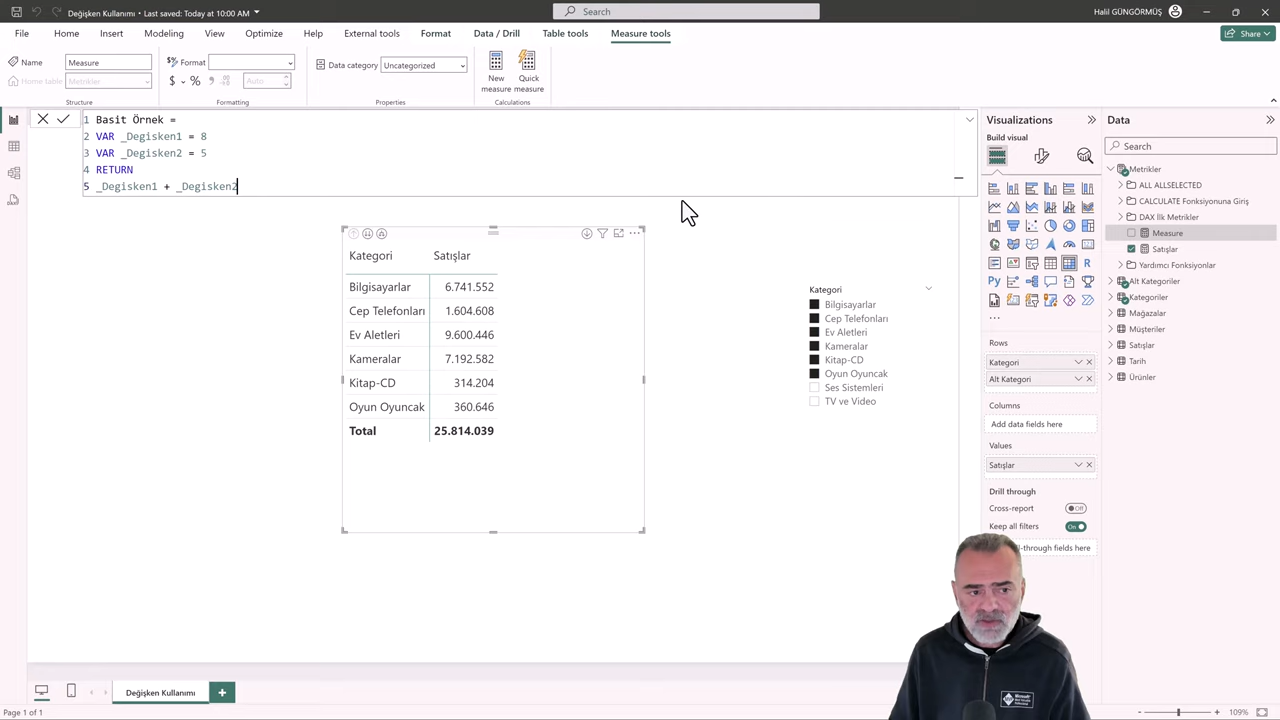 Değişken Kullanımı • Last saved: Today at 10:00 AM
Search
Halil GÜNGÖRMÜŞ
File Home Insert Modeling View Optimize Help External tools Format Data / Drill Table tools Measure tools
Share
Name Measure
Home table Metrikler
Structure
Format
$ % Auto
Formatting
Data category Uncategorized
Properties
New measure
Quick measure
Calculations
1 Basit Örnek =
2 VAR _Degisken1 = 8
3 VAR _Degisken2 = 5
4 RETURN
5 _Degisken1 + _Degisken2
Kategori Satışlar
Bilgisayarlar 6.741.552
Cep Telefonları 1.604.608
Ev Aletleri 9.600.446
Kameralar 7.192.582
Kitap-CD 314.204
Oyun Oyuncak 360.646
Total 25.814.039
Kategori
Bilgisayarlar
Cep Telefonları
Ev Aletleri
Kameralar
Kitap-CD
Oyun Oyuncak
Ses Sistemleri
TV ve Video
Visualizations
Build visual
Rows
Kategori
Alt Kategori
Columns
Add data fields here
Values
Satışlar
Drill through
Cross-report Off
Keep all filters On
fields here
Data
Search
Metrikler
ALL ALLSELECTED
CALCULATE Fonksiyonuna Giriş
DAX İlk Metrikler
Measure
Satışlar
Yardımcı Fonksiyonlar
Alt Kategoriler
Kategoriler
Mağazalar
Müşteriler
Satışlar
Tarih
Ürünler
Değişken Kullanımı
Page 1 of 1
109%